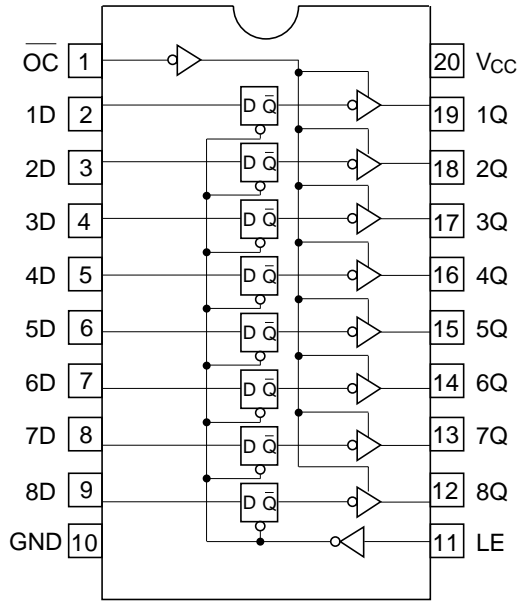 O̅C̅ 1 20 VCC
1D 2 D Q̅ 19 1Q
2D 3 D Q̅ 18 2Q
3D 4 D Q̅ 17 3Q
4D 5 D Q̅ 16 4Q
5D 6 D Q̅ 15 5Q
6D 7 D Q̅ 14 6Q
7D 8 D Q̅ 13 7Q
8D 9 D Q̅ 12 8Q
GND 10 11 LE